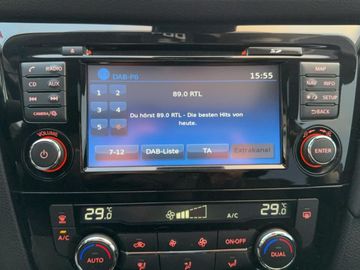 RADIO
MAP
DAB-P6
15:55
CD
AUX
NAV
INFO
1
2
89.0 RTL
SETUP
3
4
CAMERA
Du hörst 89.0 RTL - Die besten Hits von
heute.
BACK
5
6
VOLUME
7-12
DAB-Liste
TA
Extrakanal
ENTER
29.0°C
29.0°C
A/C
A/C
ON·OFF
AUTO
DUAL